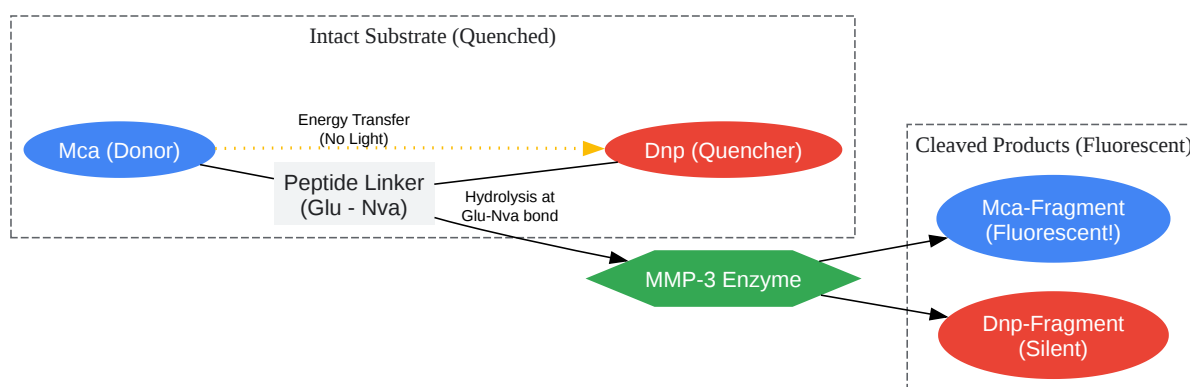 Intact Substrate (Quenched)
Energy Transfer
(No Light)
Mca (Donor)
Dnp (Quencher)
Peptide Linker
(Glu - Nva)
Hydrolysis at
Glu-Nva bond
MMP-3 Enzyme
Cleaved Products (Fluorescent)
Mca-Fragment
(Fluorescent!)
Dnp-Fragment
(Silent)